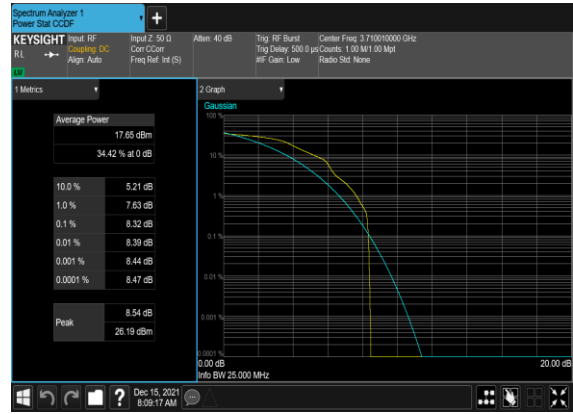 Spectrum Analyzer 1
Power Stat CCDF
KEYSIGHT
RL
LXI
Input: RF
Coupling: DC
Align: Auto
Input Z: 50 Ω
Corr CCorr
Freq Ref: Int (S)
Atten: 40 dB
Trig: RF Burst
Trig Delay: 500.0 µs
#IF Gain: Low
Center Freq: 3.710010000 GHz
Counts: 1.00 M/1.00 Mpt
Radio Std: None
1 Metrics
Average Power
17.65 dBm
34.42 % at 0 dB
10.0 % 5.21 dB
1.0 % 7.63 dB
0.1 % 8.32 dB
0.01 % 8.39 dB
0.001 % 8.44 dB
0.0001 % 8.47 dB
Peak
8.54 dB
26.19 dBm
2 Graph
Gaussian
100 %
10 %
1 %
0.1 %
0.01 %
0.001 %
0.0001 %
0.00 dB
20.00 dB
Info BW 25.000 MHz
?
Dec 15, 2021
8:09:17 AM